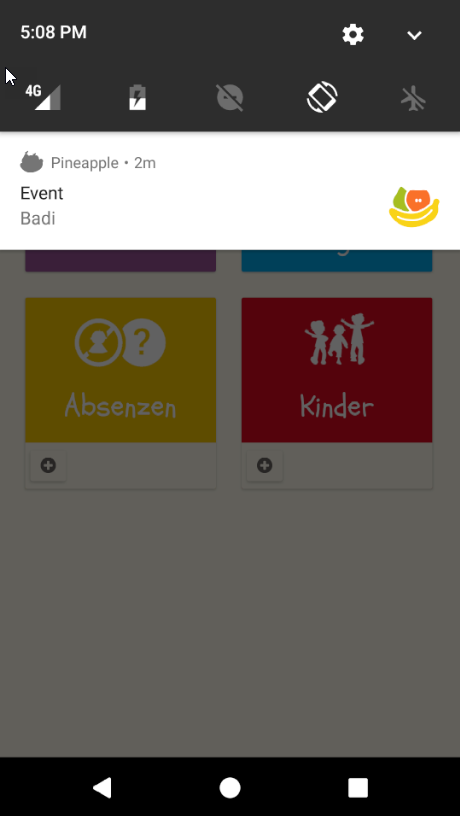 5:08 PM
4G
Pineapple • 2m
Event
Badi
?
Absenzen
Kinder